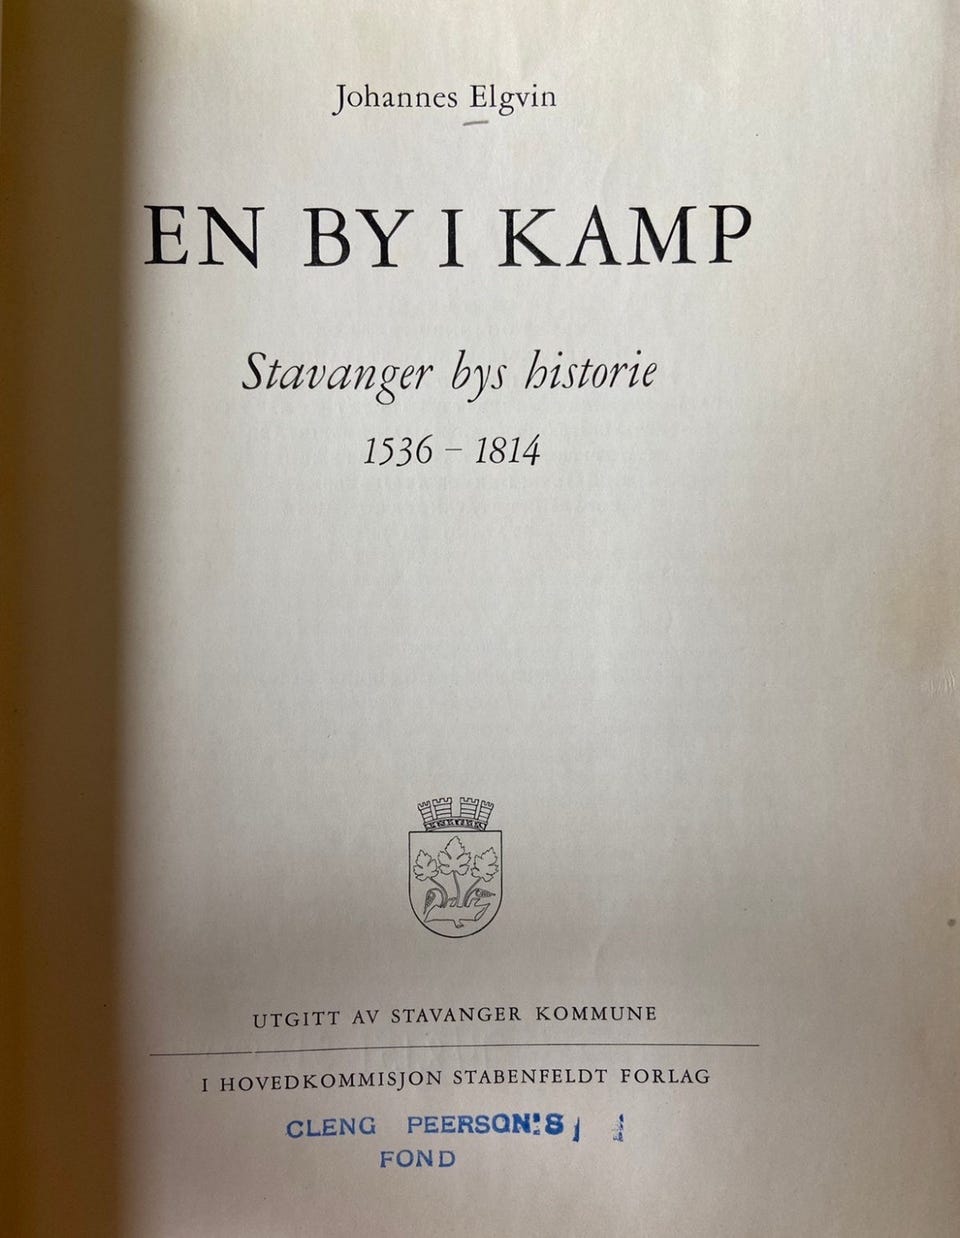 Johannes Elgvin
EN BY I KAMP
Stavanger bys historie
1536 – 1814
UTGITT AV STAVANGER KOMMUNE
I HOVEDKOMMISJON STABENFELDT FORLAG
CLENG PEERSON'S
FOND